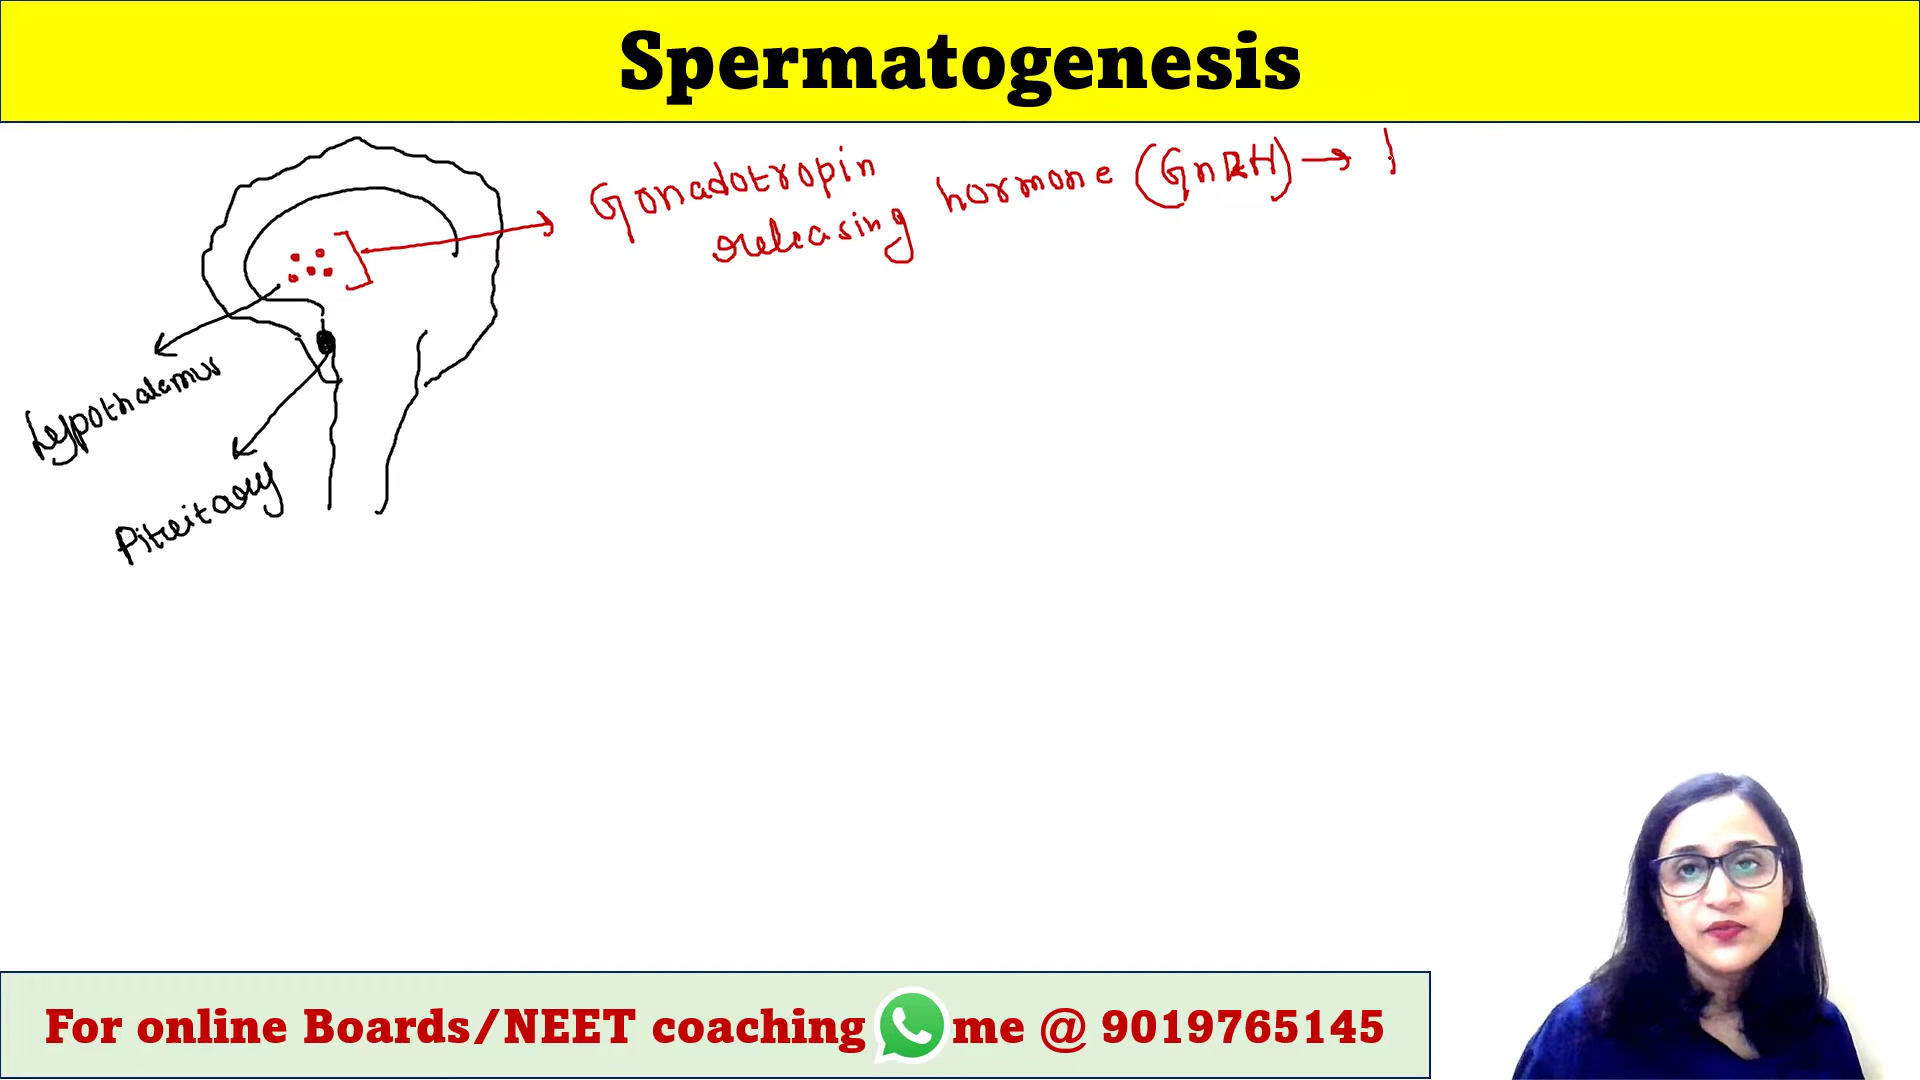 Spermatogenesis
Gonadotropin
releasing hormone (GnRH) →
hypothalamus
Pituitary
For online Boards/NEET coaching me @ 9019765145